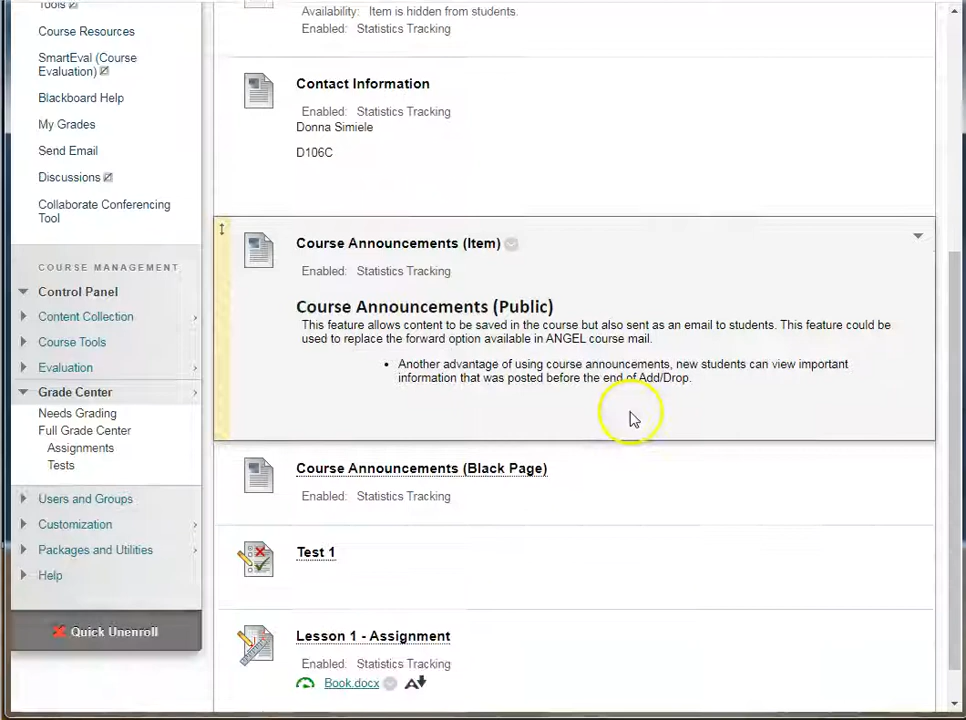 Tools
Course Resources
SmartEval (Course
Evaluation)
Blackboard Help
My Grades
Send Email
Discussions
Collaborate Conferencing
Tool
COURSE MANAGEMENT
Control Panel
Content Collection
Course Tools
Evaluation
Grade Center
Needs Grading
Full Grade Center
Assignments
Tests
Users and Groups
Customization
Packages and Utilities
Help
Quick Unenroll
Availability: Item is hidden from students.
Enabled: Statistics Tracking
Contact Information
Enabled: Statistics Tracking
Donna Simiele
D106C
Course Announcements (Item)
Enabled: Statistics Tracking
Course Announcements (Public)
This feature allows content to be saved in the course but also sent as an email to students. This feature could be
used to replace the forward option available in ANGEL course mail.
• Another advantage of using course announcements, new students can view important
information that was posted before the end of Add/Drop.
Course Announcements (Black Page)
Enabled: Statistics Tracking
Test 1
Lesson 1 - Assignment
Enabled: Statistics Tracking
Book.docx